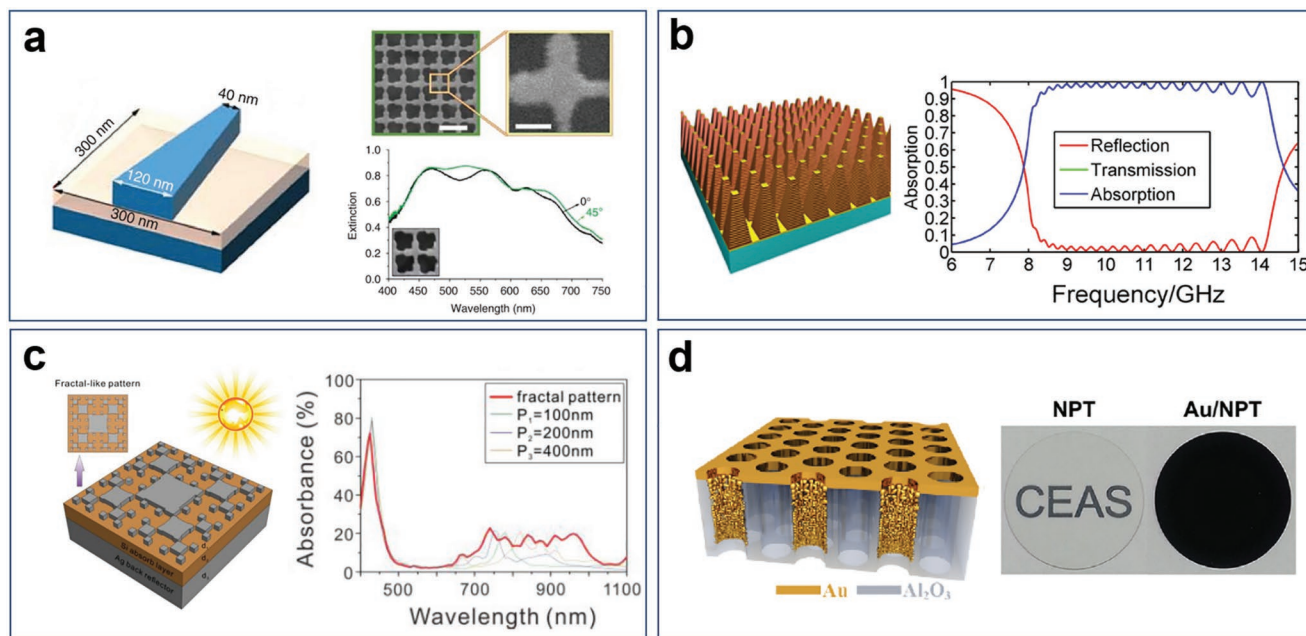 a
40 nm
300 nm
120 nm
300 nm
Extinction
1.0
0.8
0.6
0.4
0.2
0.0
0°
45°
400 450 500 550 600 650 700 750
Wavelength (nm)
b
Absorption
1
0.9
0.8
0.7
0.6
0.5
0.4
0.3
0.2
0.1
0
Reflection
Transmission
Absorption
6 7 8 9 10 11 12 13 14 15
Frequency/GHz
c
Fractal-like pattern
Si absorb layer
Ag back reflector
Absorbance (%)
100
80
60
40
20
0
fractal pattern
P₁=100nm
P₂=200nm
P₃=400nm
500 700 900 1100
Wavelength (nm)
d
Au
Al₂O₃
NPT
Au/NPT
CEAS